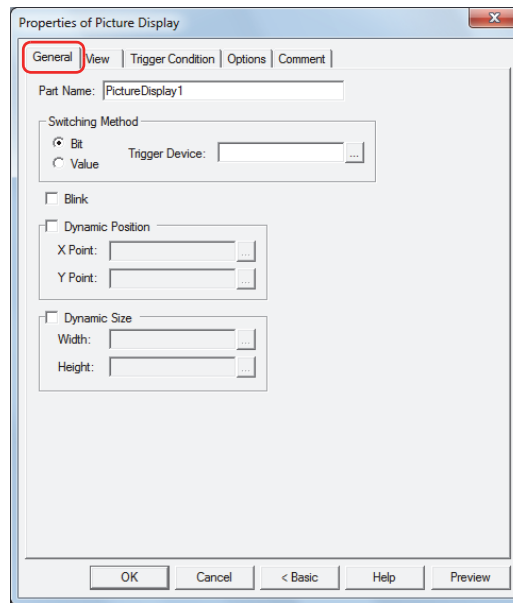 Properties of Picture Display
General View Trigger Condition Options Comment
Part Name: PictureDisplay1
Switching Method
Bit
Trigger Device: ...
Value
Blink
Dynamic Position
X Point: ...
Y Point: ...
Dynamic Size
Width: ...
Height: ...
OK Cancel < Basic Help Preview